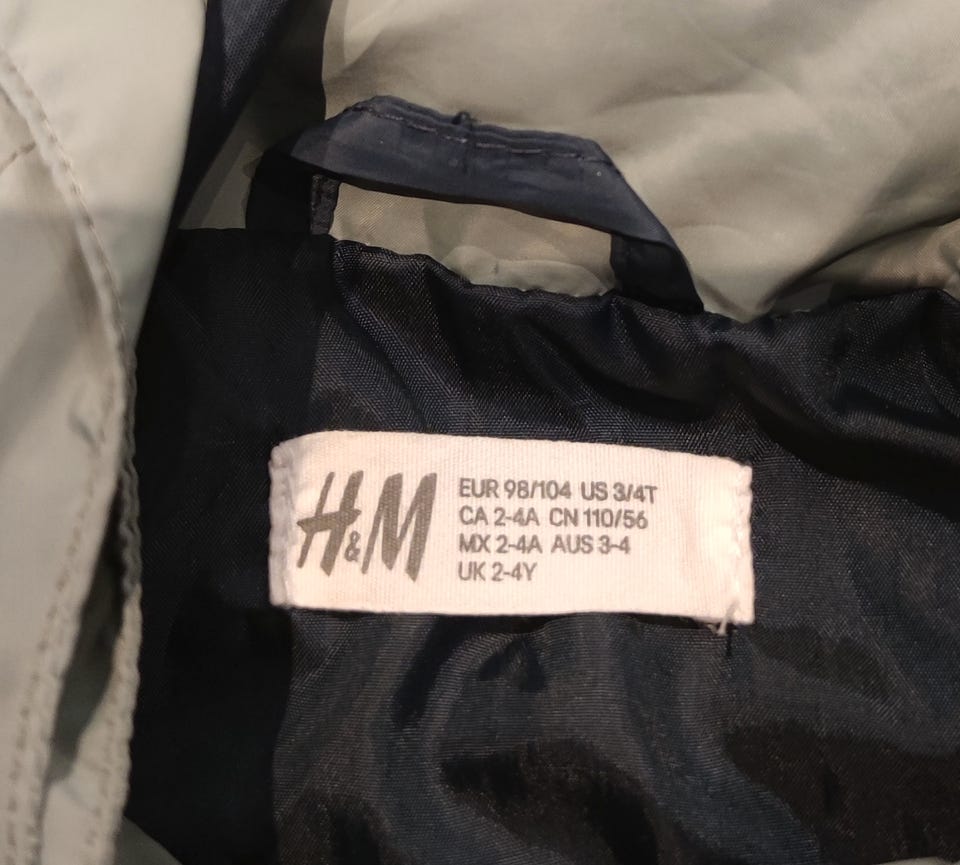 H&M
EUR 98/104 US 3/4T
CA 2-4A CN 110/56
MX 2-4A AUS 3-4
UK 2-4Y